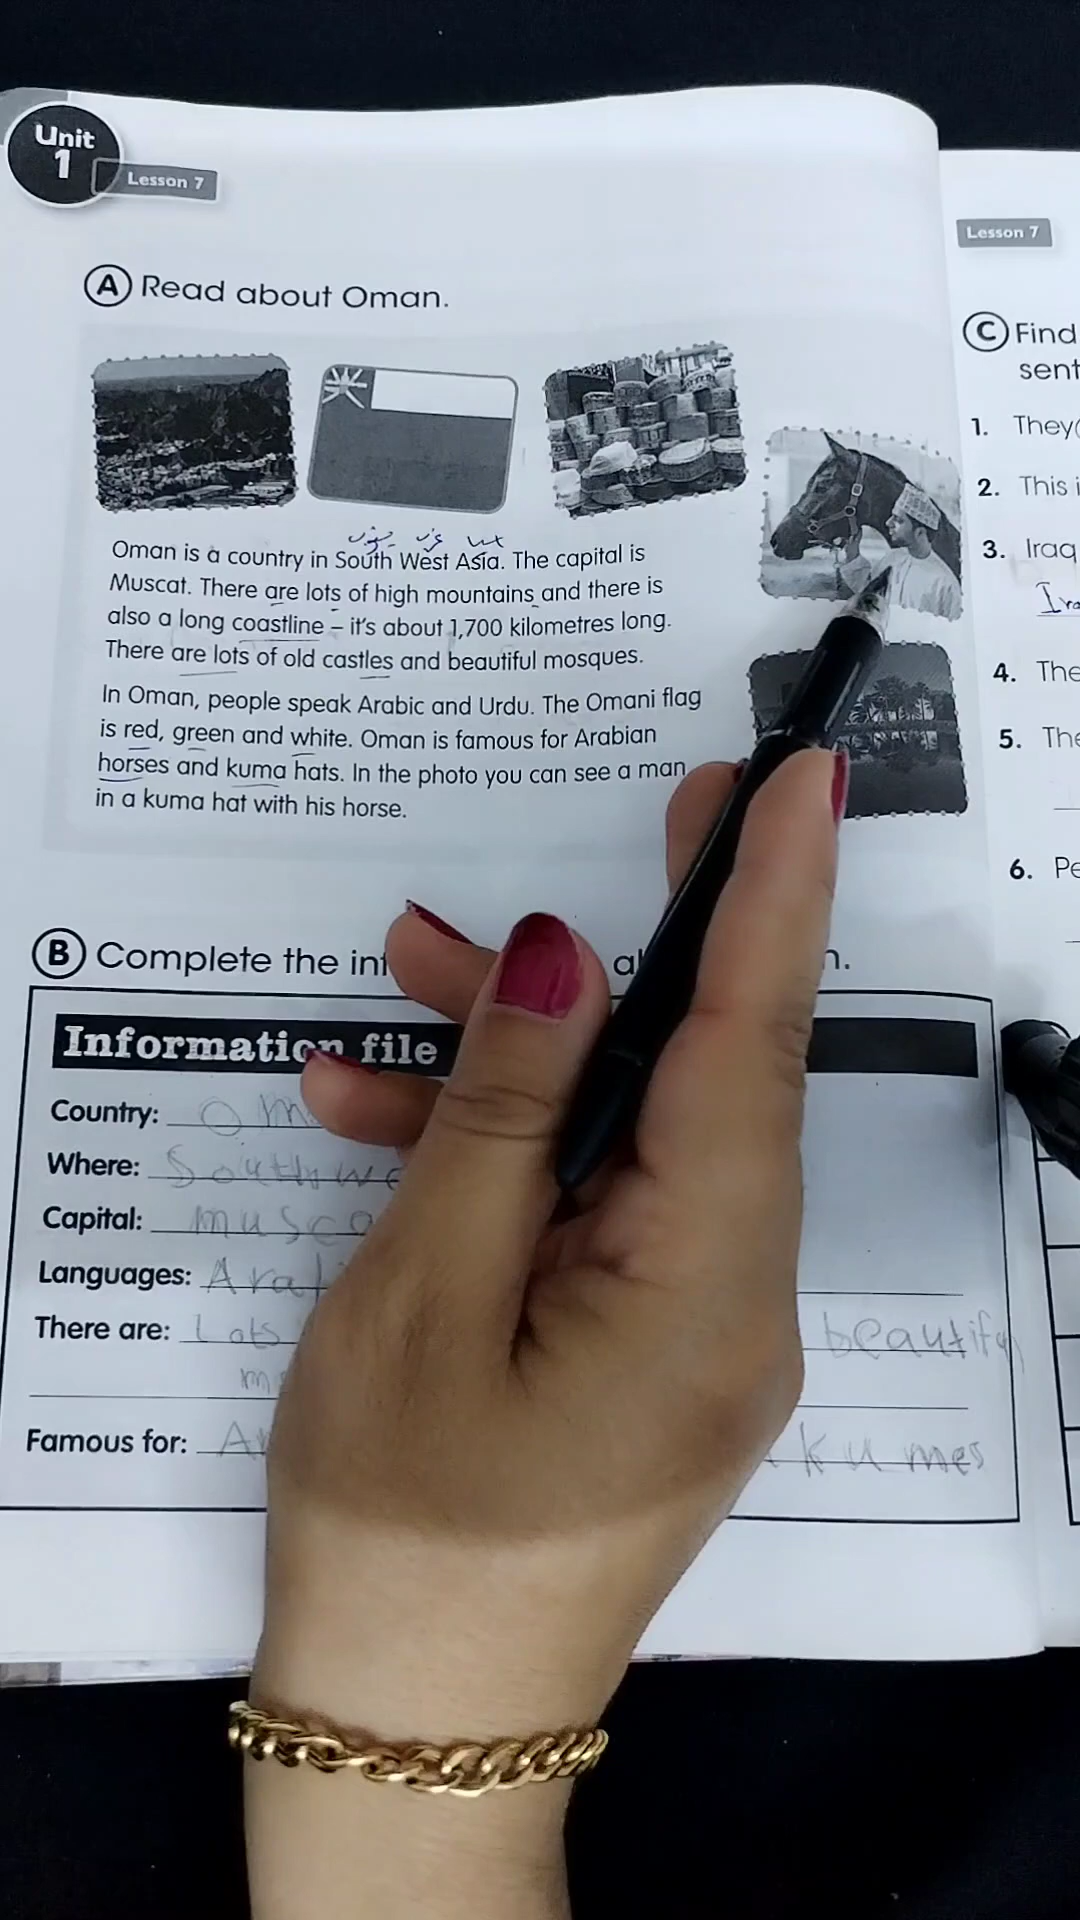 Unit
1
Lesson 7
A Read about Oman.
Oman is a country in South West Asia. The capital is
Muscat. There are lots of high mountains and there is
also a long coastline – it's about 1,700 kilometres long.
There are lots of old castles and beautiful mosques.
In Oman, people speak Arabic and Urdu. The Omani flag
is red, green and white. Oman is famous for Arabian
horses and kuma hats. In the photo you can see a man
in a kuma hat with his horse.
B Complete the
Information file
Country:
Where: South
Capital:
Languages:
There are: Lots
Famous for: kumes
Lesson 7
C Find
1. They
2. This
3. Iraq
4. The
5.
6.